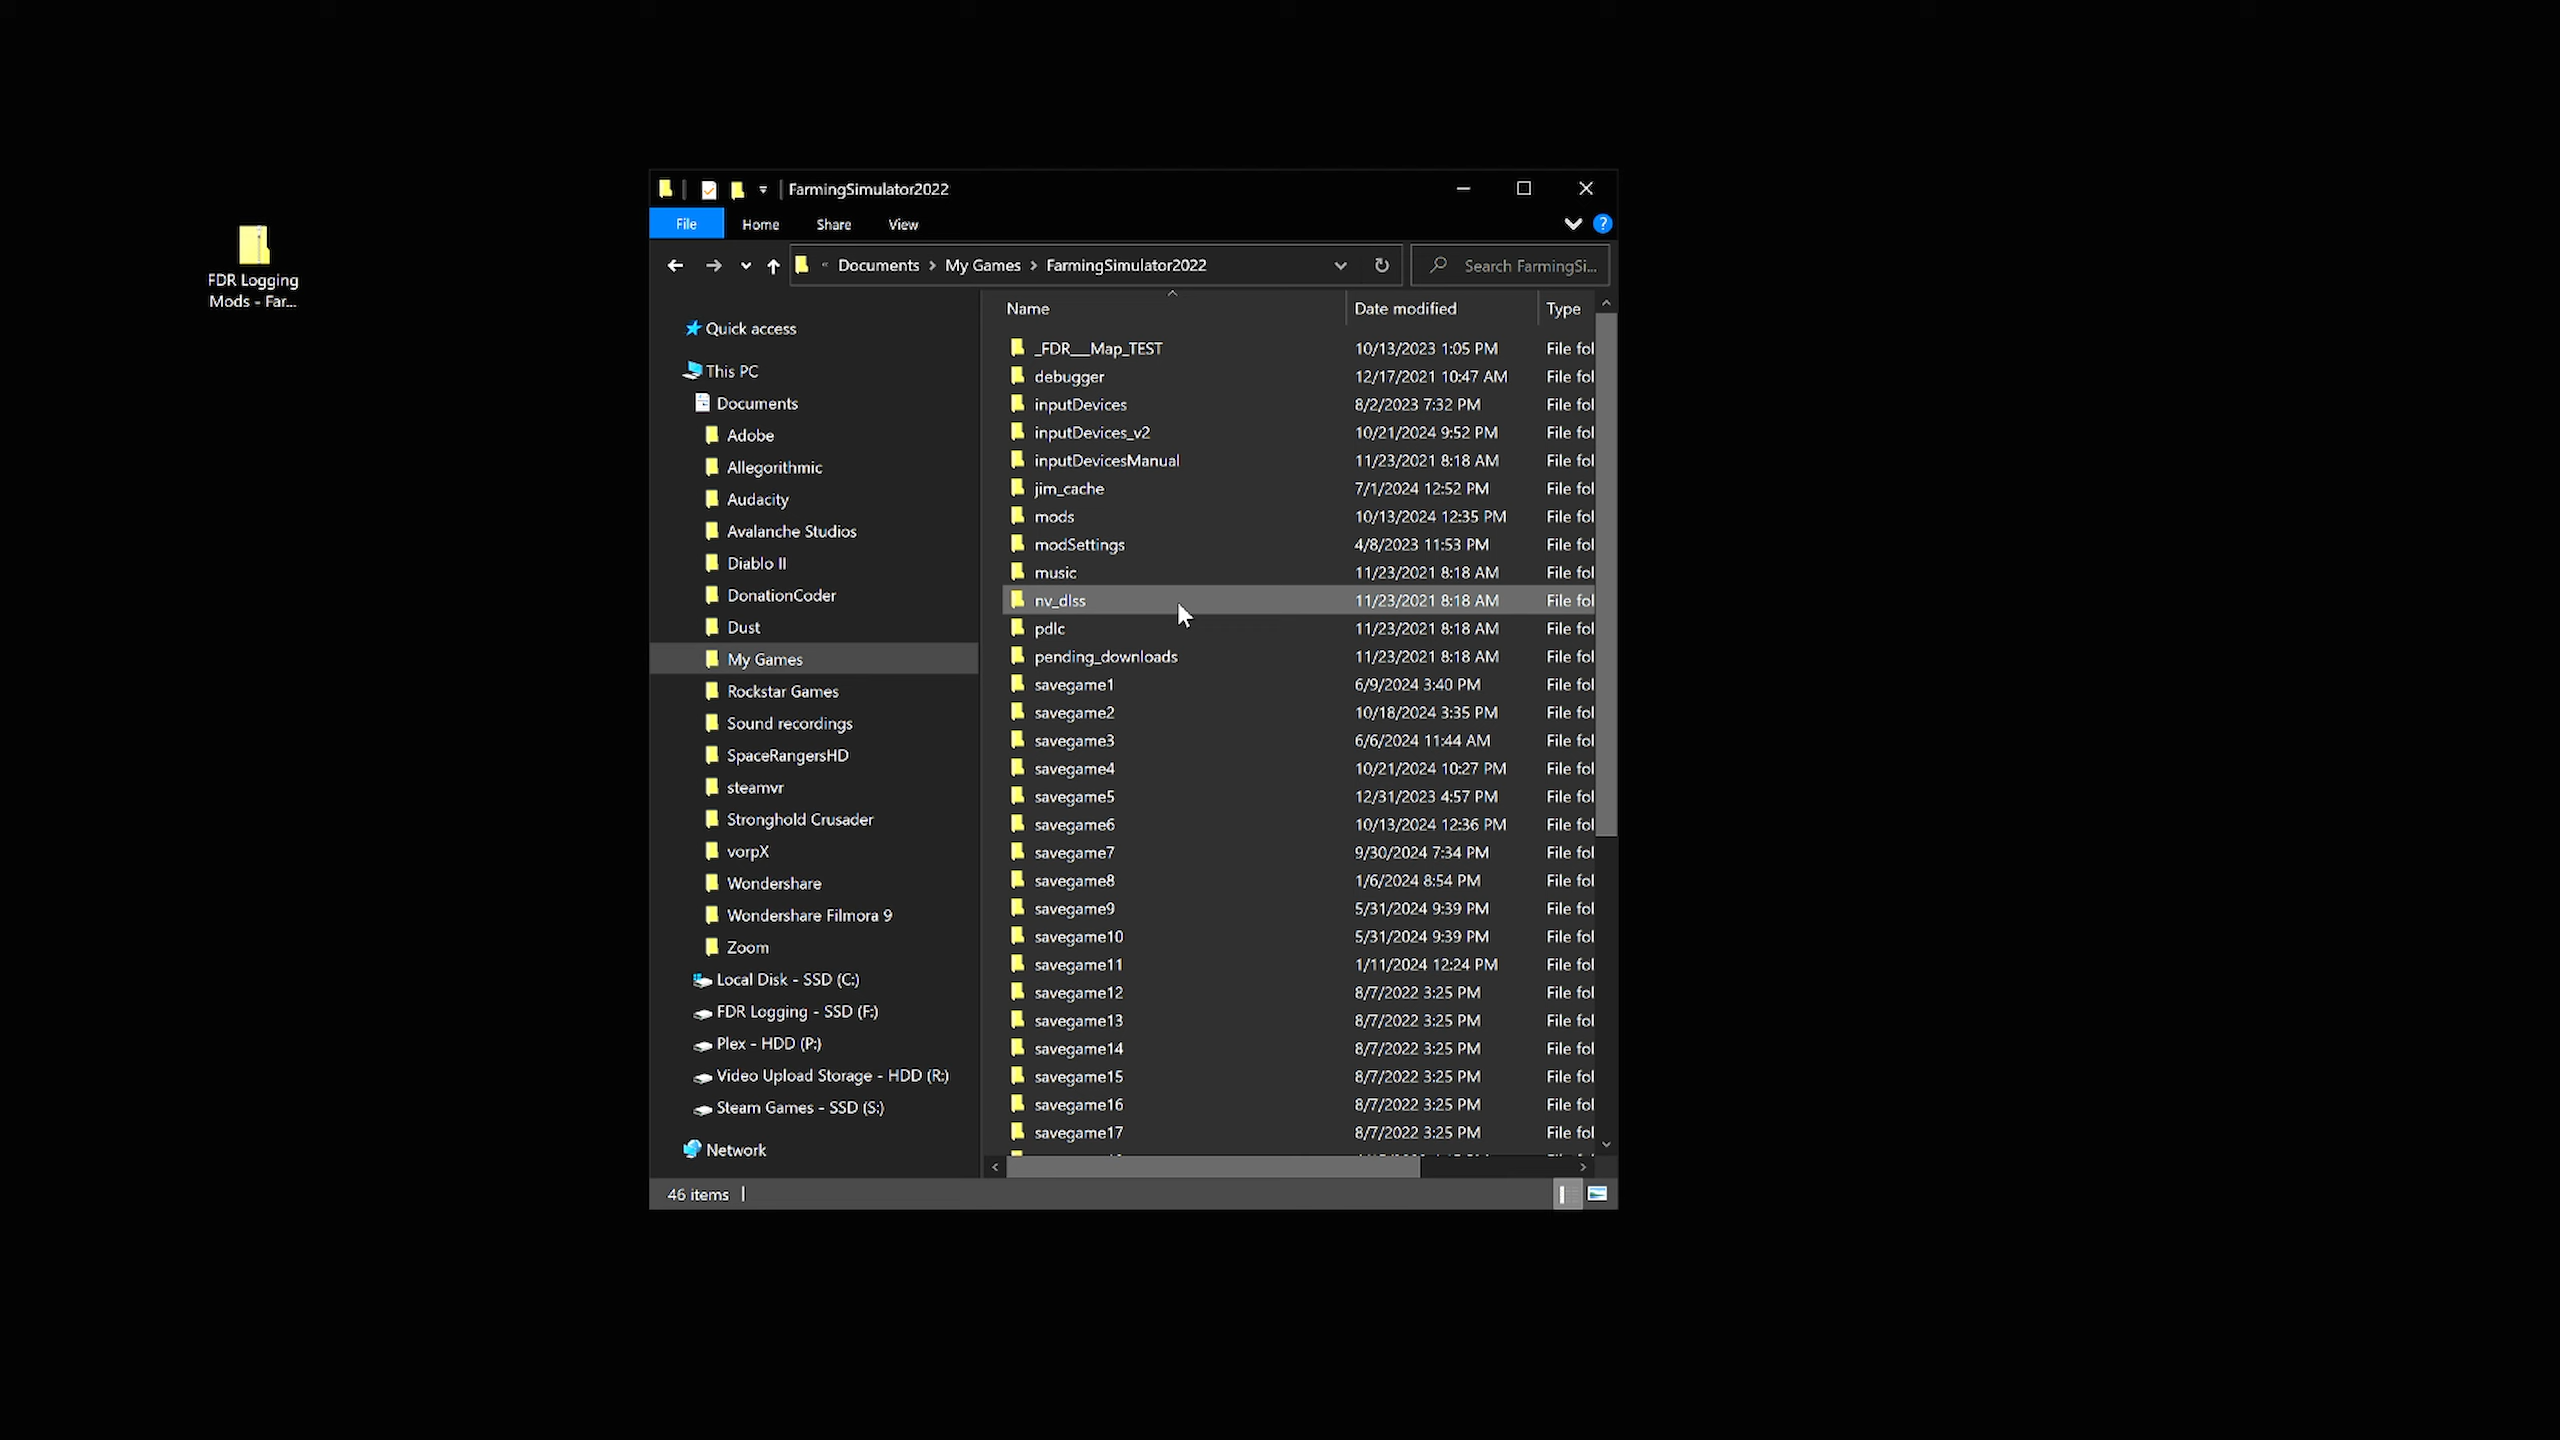 FDR Logging
Mods - Far...
FarmingSimulator2022
File Home Share View
« Documents > My Games > FarmingSimulator2022
Search FarmingSi...
Quick access
This PC
Documents
Adobe
Allegorithmic
Audacity
Avalanche Studios
Diablo II
DonationCoder
Dust
My Games
Rockstar Games
Sound recordings
SpaceRangersHD
steamvr
Stronghold Crusader
vorpX
Wondershare
Wondershare Filmora 9
Zoom
Local Disk - SSD (C:)
FDR Logging - SSD (F:)
Plex - HDD (P:)
Video Upload Storage - HDD (R:)
Steam Games - SSD (S:)
Network
Name Date modified Type
_FDR__Map_TEST 10/13/2023 1:05 PM File fol
debugger 12/17/2021 10:47 AM File fol
inputDevices 8/2/2023 7:32 PM File fol
inputDevices_v2 10/21/2024 9:52 PM File fol
inputDevicesManual 11/23/2021 8:18 AM File fol
jim_cache 7/1/2024 12:52 PM File fol
mods 10/13/2024 12:35 PM File fol
modSettings 4/8/2023 11:53 PM File fol
music 11/23/2021 8:18 AM File fol
nv_dlss 11/23/2021 8:18 AM File fol
pdlc 11/23/2021 8:18 AM File fol
pending_downloads 11/23/2021 8:18 AM File fol
savegame1 6/9/2024 3:40 PM File fol
savegame2 10/18/2024 3:35 PM File fol
savegame3 6/6/2024 11:44 AM File fol
savegame4 10/21/2024 10:27 PM File fol
savegame5 12/31/2023 4:57 PM File fol
savegame6 10/13/2024 12:36 PM File fol
savegame7 9/30/2024 7:34 PM File fol
savegame8 1/6/2024 8:54 PM File fol
savegame9 5/31/2024 9:39 PM File fol
savegame10 5/31/2024 9:39 PM File fol
savegame11 1/11/2024 12:24 PM File fol
savegame12 8/7/2022 3:25 PM File fol
savegame13 8/7/2022 3:25 PM File fol
savegame14 8/7/2022 3:25 PM File fol
savegame15 8/7/2022 3:25 PM File fol
savegame16 8/7/2022 3:25 PM File fol
savegame17 8/7/2022 3:25 PM File fol
46 items